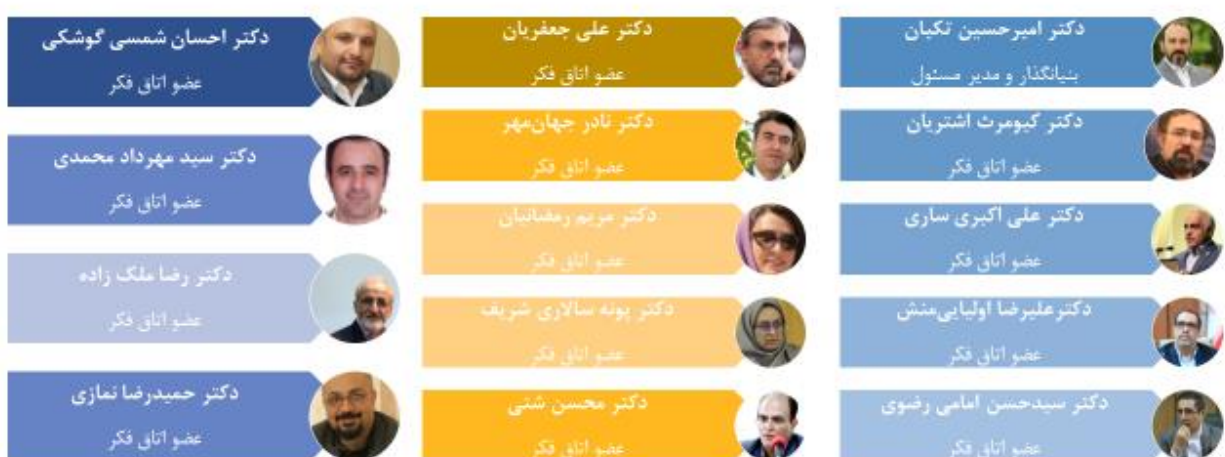 دکتر امیرحسین تکیان
بنیانگذار و مدیر مسئول
دکتر کیومرث اشتریان
عضو اتاق فکر
دکتر علی اکبری ساری
عضو اتاق فکر
دکترعلیرضا اولیایی‌منش
عضو اتاق فکر
دکتر سیدحسن امامی رضوی
عضو اتاق فکر
دکتر علی جعفریان
عضو اتاق فکر
دکتر نادر جهان‌مهر
عضو اتاق فکر
دکتر مریم رمضانیان
عضو اتاق فکر
دکتر پونه سالاری شریف
عضو اتاق فکر
دکتر محسن شتی
عضو اتاق فکر
دکتر احسان شمسی گوشکی
عضو اتاق فکر
دکتر سید مهرداد محمدی
عضو اتاق فکر
دکتر رضا ملک زاده
عضو اتاق فکر
دکتر حمیدرضا نمازی
عضو اتاق فکر